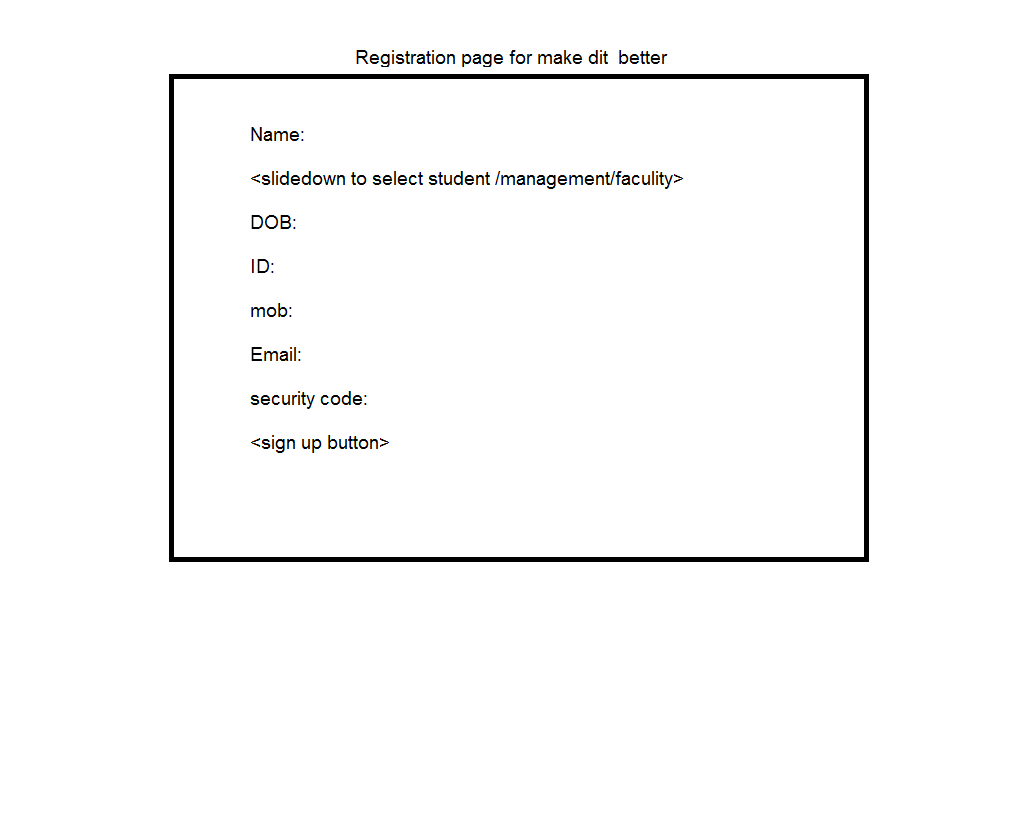 Registration page for make dit  better
Name:
<slidedown to select student /management/faculity>
DOB:
ID:
mob:
Email:
security code:
<sign up button>